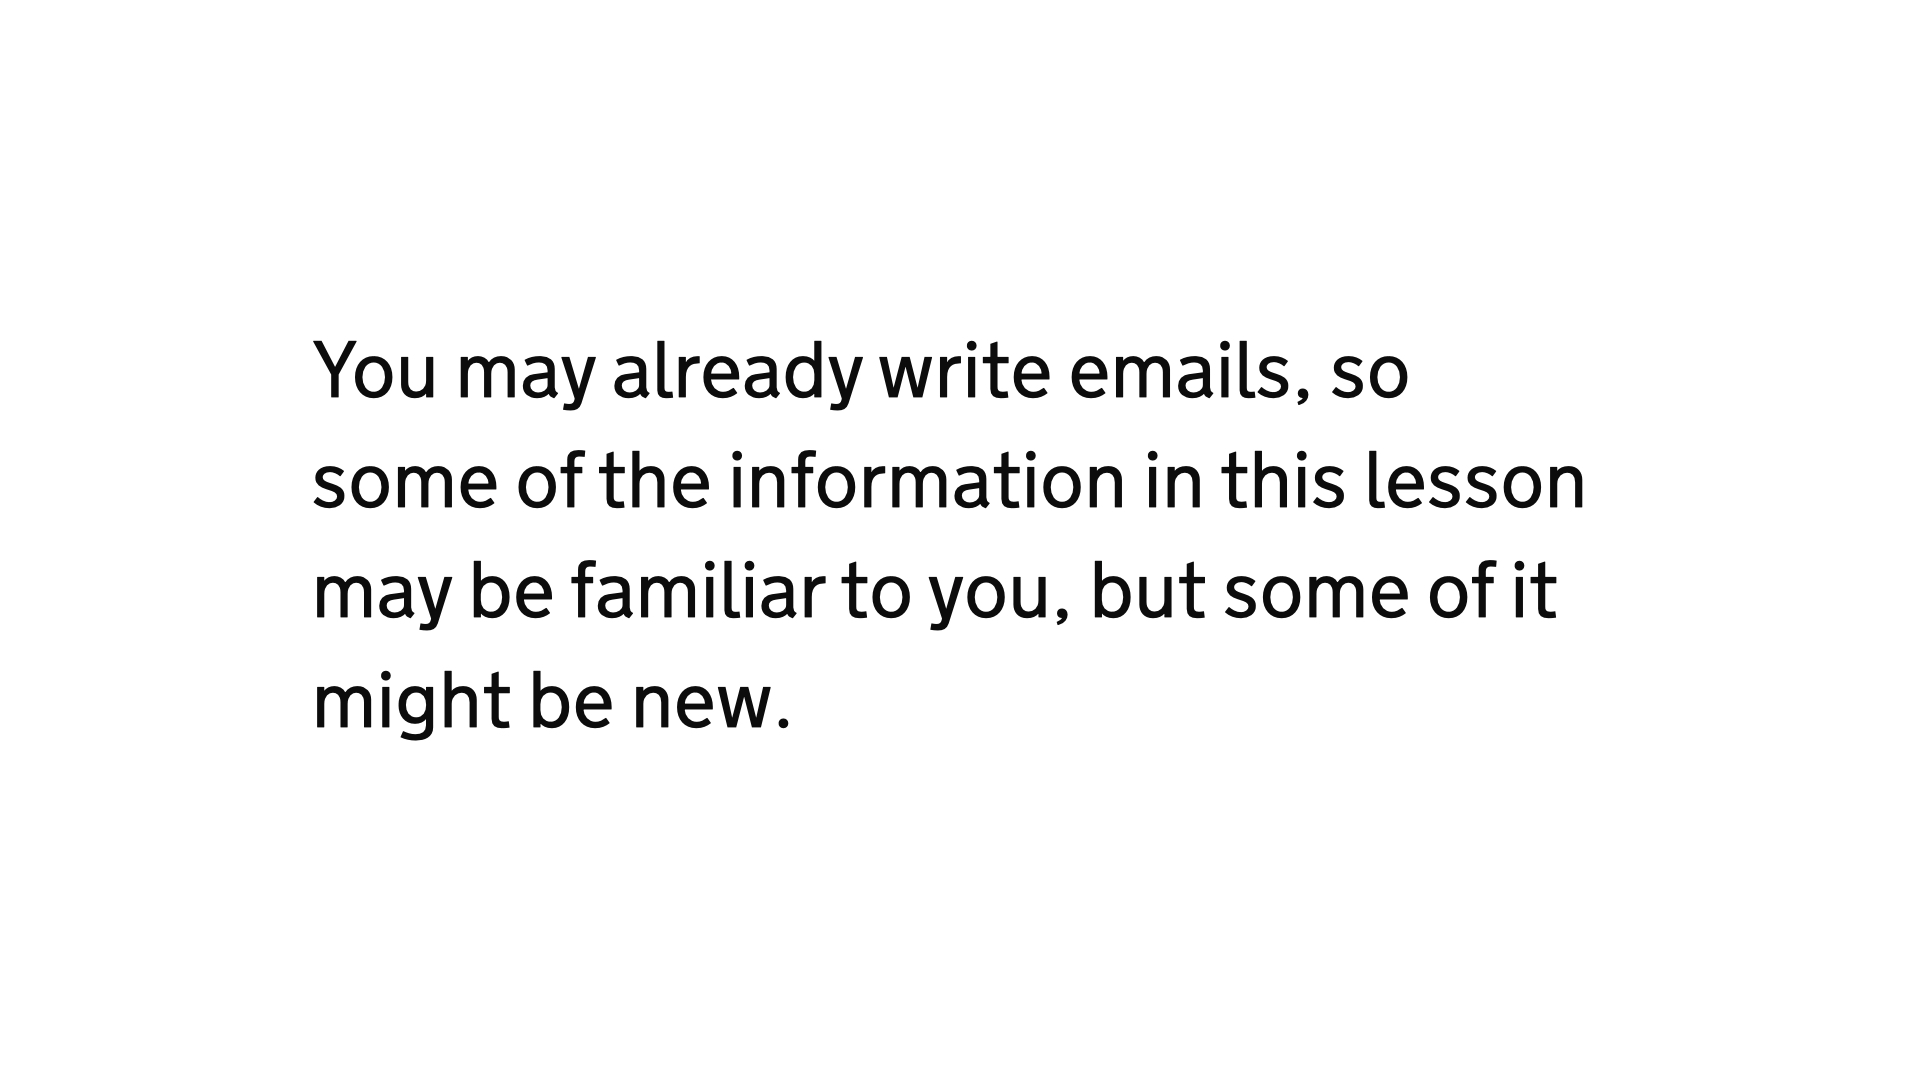 You may already write emails, so
some of the information in this lesson
may be familiar to you, but some of it
might be new.